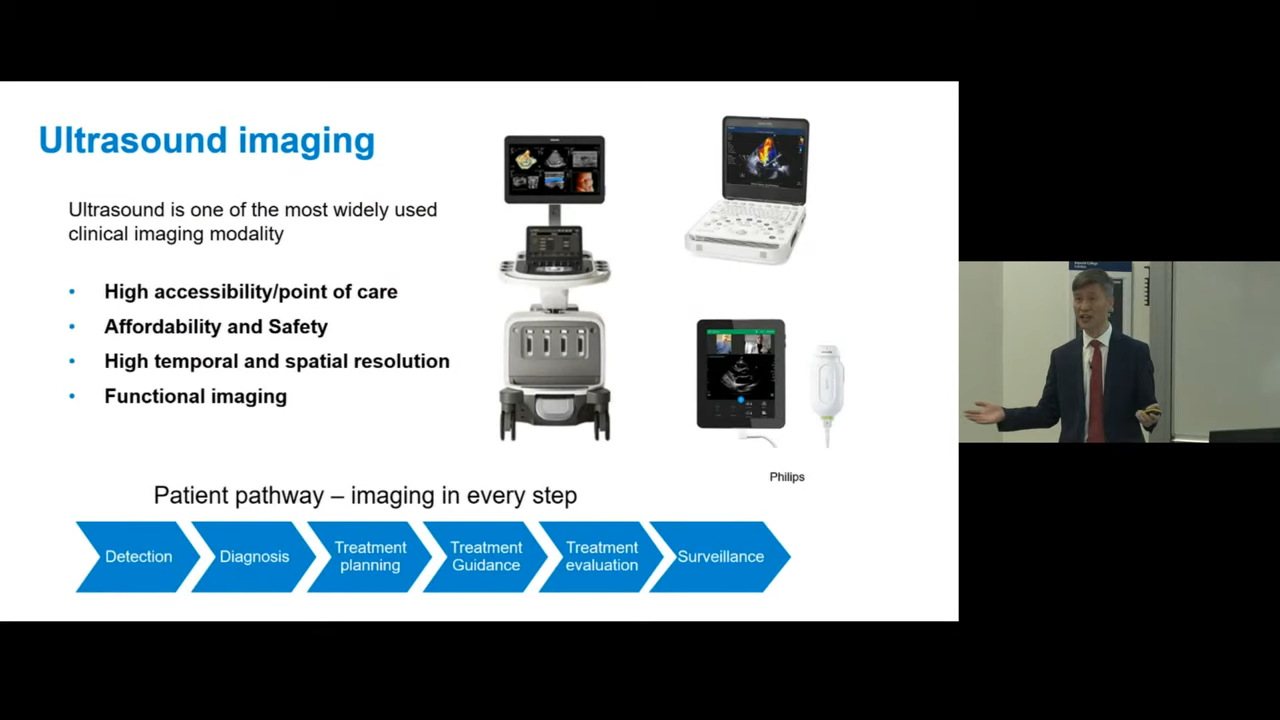 Ultrasound imaging
Ultrasound is one of the most widely used
clinical imaging modality
• High accessibility/point of care
• Affordability and Safety
• High temporal and spatial resolution
• Functional imaging
Philips
Patient pathway – imaging in every step
Detection
Diagnosis
Treatment
planning
Treatment
Guidance
Treatment
evaluation
Surveillance